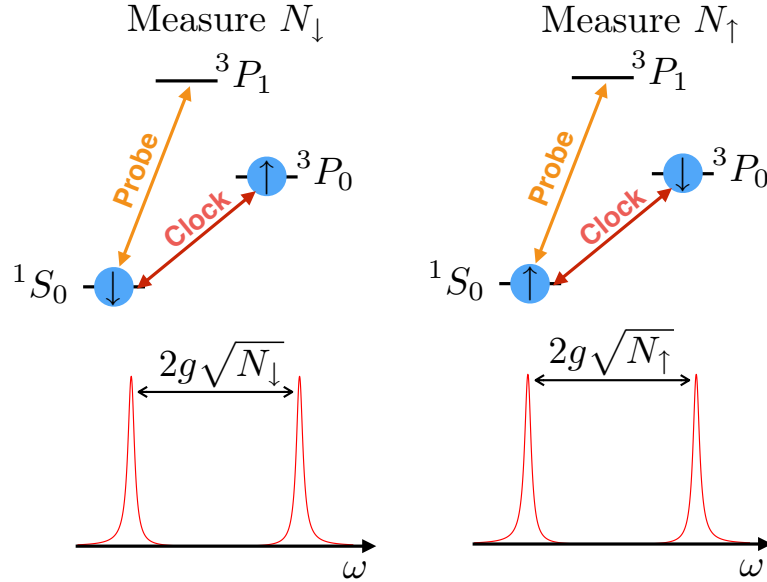 Measure N↓
³P₁
Probe
↑
³P₀
Clock
¹S₀
↓
2g√N↓
ω
Measure N↑
³P₁
Probe
↓
³P₀
Clock
¹S₀
↑
2g√N↑
ω